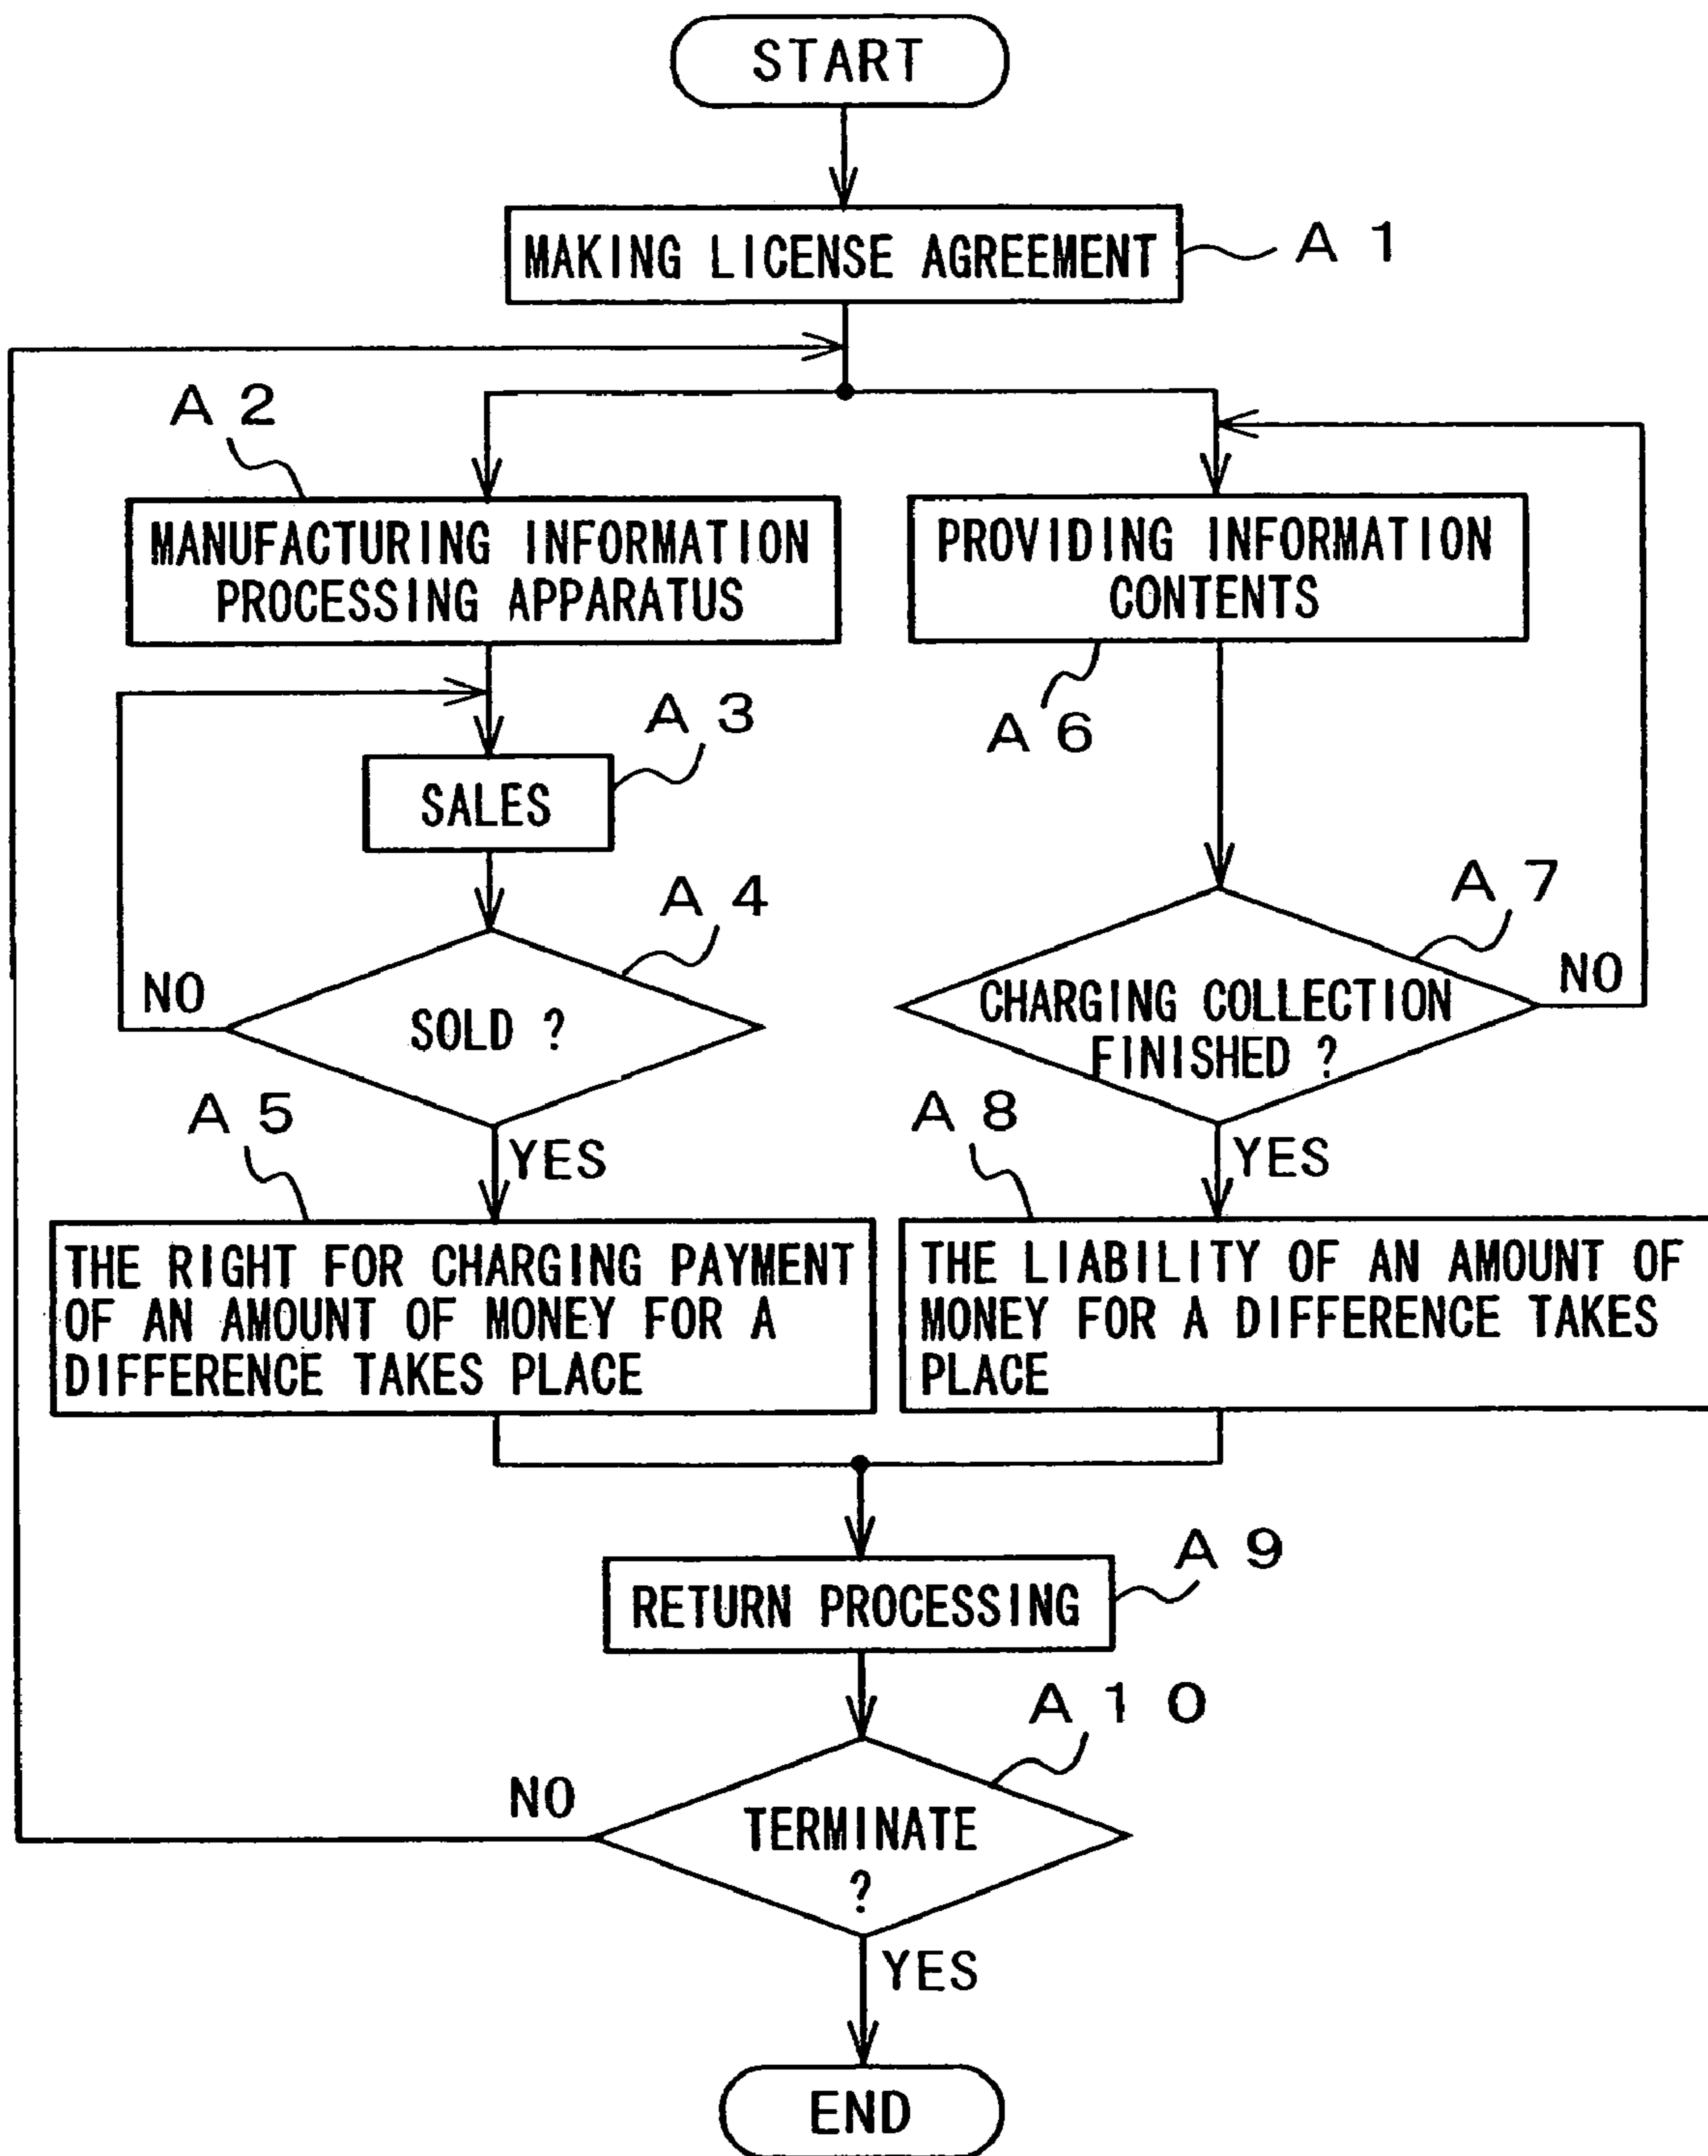 START
MAKING LICENSE AGREEMENT
A 1
A 2
MANUFACTURING INFORMATION
PROCESSING APPARATUS
PROVIDING INFORMATION
CONTENTS
A 3
A 6
SALES
A 4
A 7
NO
SOLD ?
CHARGING COLLECTION
FINISHED ?
NO
A 5
YES
A 8
YES
THE RIGHT FOR CHARGING PAYMENT
OF AN AMOUNT OF MONEY FOR A
DIFFERENCE TAKES PLACE
THE LIABILITY OF AN AMOUNT OF
MONEY FOR A DIFFERENCE TAKES
PLACE
RETURN PROCESSING
A 9
A 1 0
NO
TERMINATE
?
YES
END